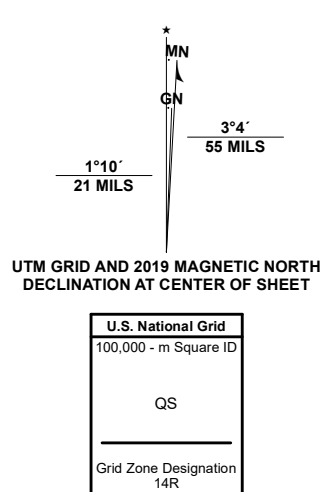 ★
MN
GN
3°4´
55 MILS
1°10´
21 MILS
UTM GRID AND 2019 MAGNETIC NORTH
DECLINATION AT CENTER OF SHEET
U.S. National Grid
100,000 - m Square ID
QS
Grid Zone Designation
14R